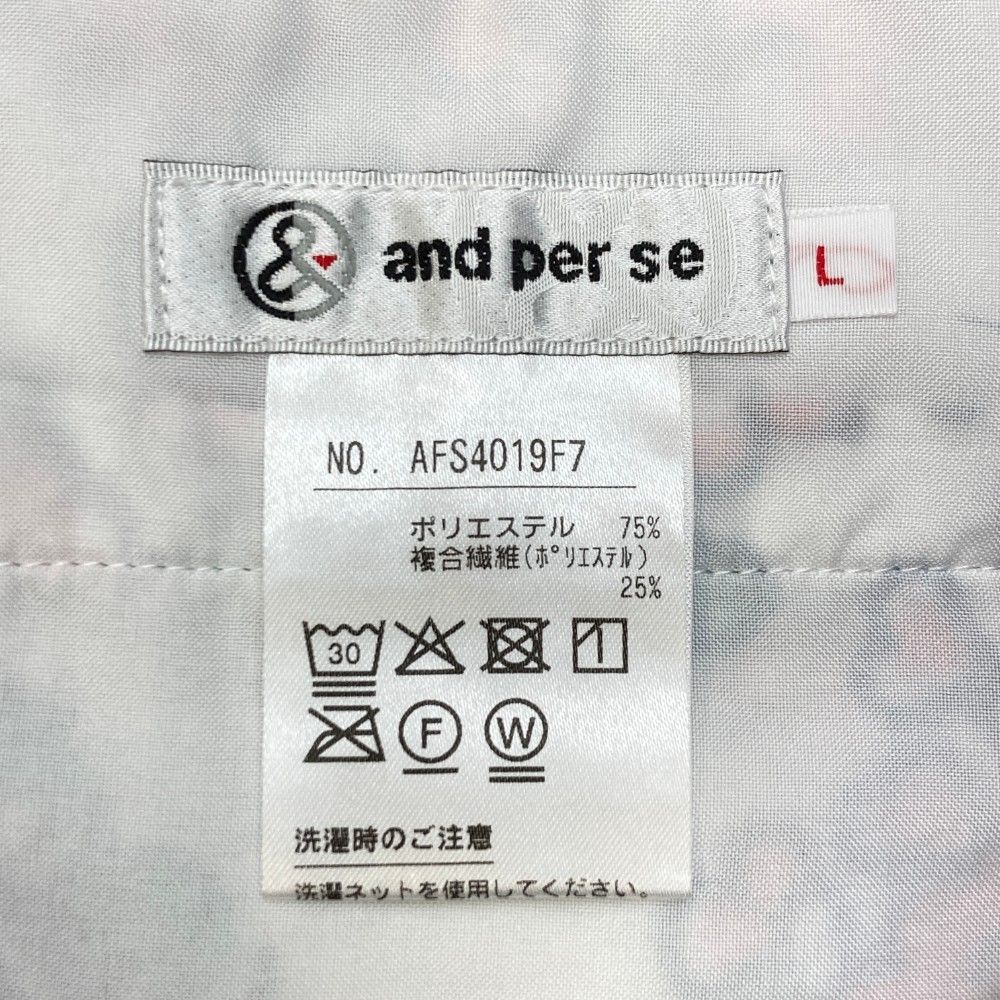 & and per se
L
NO. AFS4019F7
ポリエステル 75%
複合繊維(ﾎﾟﾘｴｽﾃﾙ)
25%
30
F W
洗濯時のご注意
洗濯ネットを使用してください。